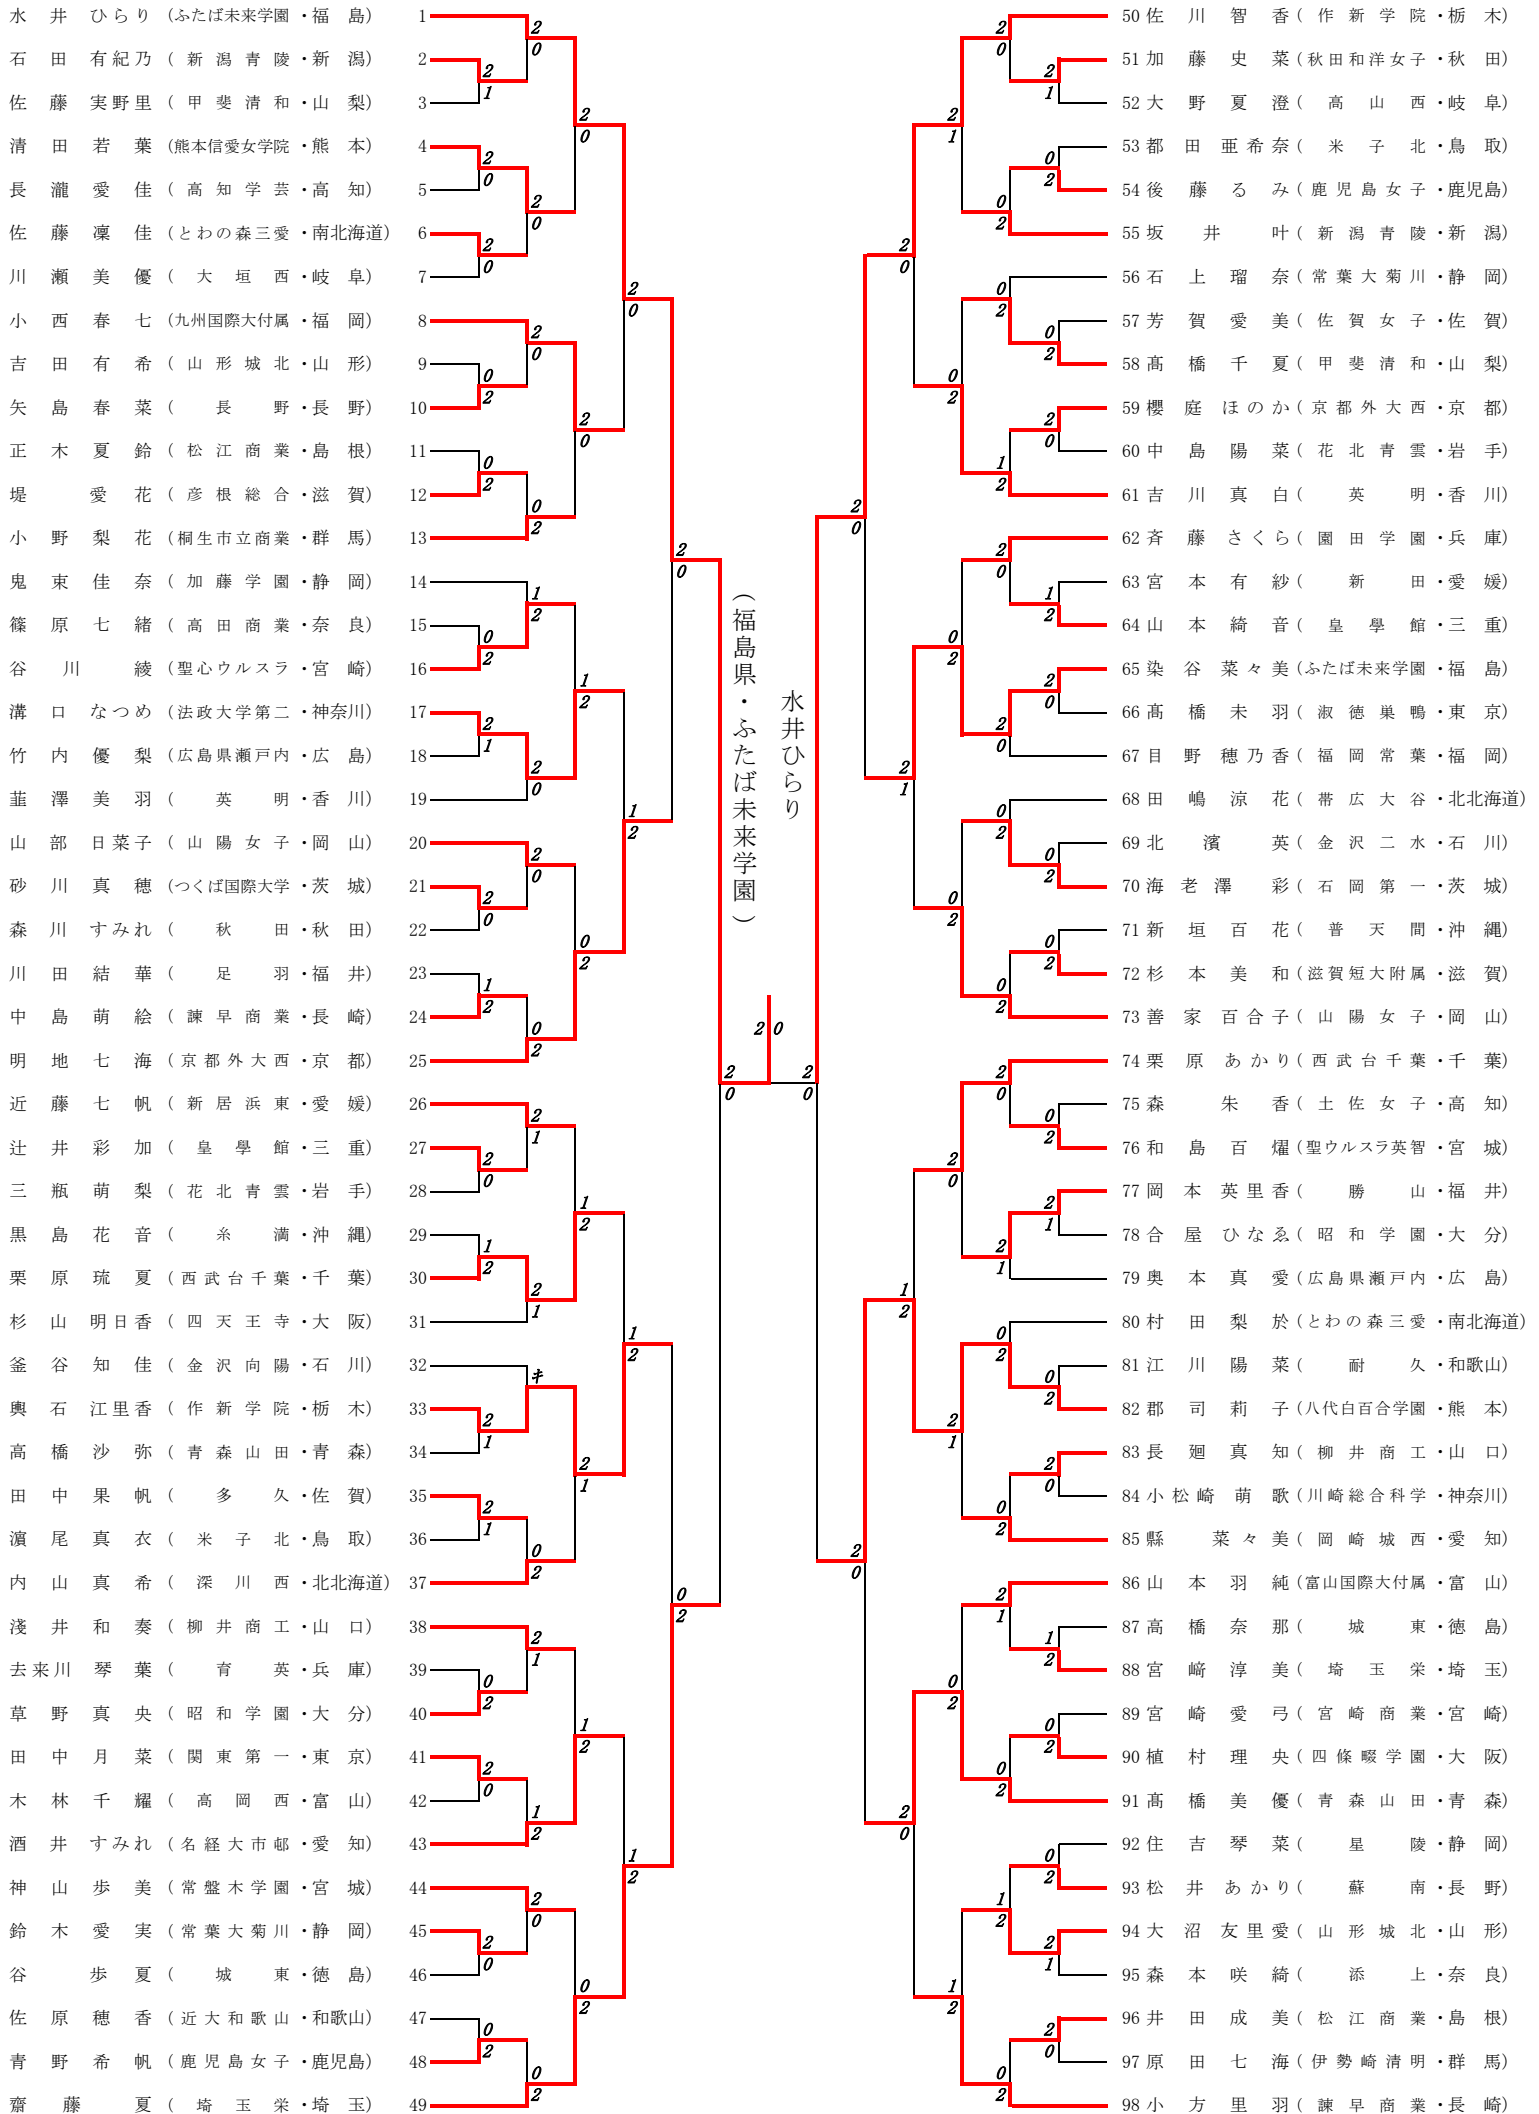 水井ひらり (ふたば未来学園・福島) 1
石田有紀乃 (新潟青陵・新潟) 2
佐藤実野里 (甲斐清和・山梨) 3
清田若葉 (熊本信愛女学院・熊本) 4
長瀧愛佳 (高知学芸・高知) 5
佐藤凜佳 (とわの森三愛・南北海道) 6
川瀬美優 (大垣西・岐阜) 7
小西春七 (九州国際大付属・福岡) 8
吉田有希 (山形城北・山形) 9
矢島春菜 (長野・長野) 10
正木夏鈴 (松江商業・島根) 11
堤愛花 (彦根総合・滋賀) 12
小野梨花 (桐生市立商業・群馬) 13
鬼束佳奈 (加藤学園・静岡) 14
篠原七緒 (高田商業・奈良) 15
谷川綾 (聖心ウルスラ・宮崎) 16
溝口なつめ (法政大学第二・神奈川) 17
竹内優梨 (広島県瀬戸内・広島) 18
韮澤美羽 (英明・香川) 19
山部日菜子 (山陽女子・岡山) 20
砂川真穂 (つくば国際大学・茨城) 21
森川すみれ (秋田・秋田) 22
川田結華 (足羽・福井) 23
中島萌絵 (諫早商業・長崎) 24
明地七海 (京都外大西・京都) 25
近藤七帆 (新居浜東・愛媛) 26
辻井彩加 (皇學館・三重) 27
三瓶萌梨 (花北青雲・岩手) 28
黒島花音 (糸満・沖縄) 29
栗原琉夏 (西武台千葉・千葉) 30
杉山明日香 (四天王寺・大阪) 31
釜谷知佳 (金沢向陽・石川) 32
輿石江里香 (作新学院・栃木) 33
高橋沙弥 (青森山田・青森) 34
田中果帆 (多久・佐賀) 35
濵尾真衣 (米子北・鳥取) 36
内山真希 (深川西・北北海道) 37
淺井和奏 (柳井商工・山口) 38
去来川琴葉 (育英・兵庫) 39
草野真央 (昭和学園・大分) 40
田中月菜 (関東第一・東京) 41
木林千耀 (高岡西・富山) 42
酒井すみれ (名経大市邨・愛知) 43
神山歩美 (常盤木学園・宮城) 44
鈴木愛実 (常葉大菊川・静岡) 45
谷歩夏 (城東・徳島) 46
佐原穂香 (近大和歌山・和歌山) 47
青野希帆 (鹿児島女子・鹿児島) 48
齋藤夏 (埼玉栄・埼玉) 49
水井ひらり
(福島県・ふたば未来学園)
2 0
キ
50 佐川智香 (作新学院・栃木)
51 加藤史菜 (秋田和洋女子・秋田)
52 大野夏澄 (高山西・岐阜)
53 都田亜希奈 (米子北・鳥取)
54 後藤るみ (鹿児島女子・鹿児島)
55 坂井叶 (新潟青陵・新潟)
56 石上瑠奈 (常葉大菊川・静岡)
57 芳賀愛美 (佐賀女子・佐賀)
58 髙橋千夏 (甲斐清和・山梨)
59 櫻庭ほのか (京都外大西・京都)
60 中島陽菜 (花北青雲・岩手)
61 吉川真白 (英明・香川)
62 斉藤さくら (園田学園・兵庫)
63 宮本有紗 (新田・愛媛)
64 山本綺音 (皇學館・三重)
65 染谷菜々美 (ふたば未来学園・福島)
66 髙橋未羽 (淑徳巣鴨・東京)
67 目野穂乃香 (福岡常葉・福岡)
68 田嶋涼花 (帯広大谷・北北海道)
69 北濱英 (金沢二水・石川)
70 海老澤彩 (石岡第一・茨城)
71 新垣百花 (普天間・沖縄)
72 杉本美和 (滋賀短大附属・滋賀)
73 善家百合子 (山陽女子・岡山)
74 栗原あかり (西武台千葉・千葉)
75 森朱香 (土佐女子・高知)
76 和島百燿 (聖ウルスラ英智・宮城)
77 岡本英里香 (勝山・福井)
78 合屋ひなゑ (昭和学園・大分)
79 奥本真愛 (広島県瀬戸内・広島)
80 村田梨於 (とわの森三愛・南北海道)
81 江川陽菜 (耐久・和歌山)
82 郡司莉子 (八代白百合学園・熊本)
83 長廻真知 (柳井商工・山口)
84 小松崎萌歌 (川崎総合科学・神奈川)
85 縣菜々美 (岡崎城西・愛知)
86 山本羽純 (富山国際大付属・富山)
87 高橋奈那 (城東・徳島)
88 宮﨑淳美 (埼玉栄・埼玉)
89 宮崎愛弓 (宮崎商業・宮崎)
90 植村理央 (四條畷学園・大阪)
91 髙橋美優 (青森山田・青森)
92 住吉琴菜 (星陵・静岡)
93 松井あかり (蘇南・長野)
94 大沼友里愛 (山形城北・山形)
95 森本咲綺 (添上・奈良)
96 井田成美 (松江商業・島根)
97 原田七海 (伊勢崎清明・群馬)
98 小方里羽 (諫早商業・長崎)